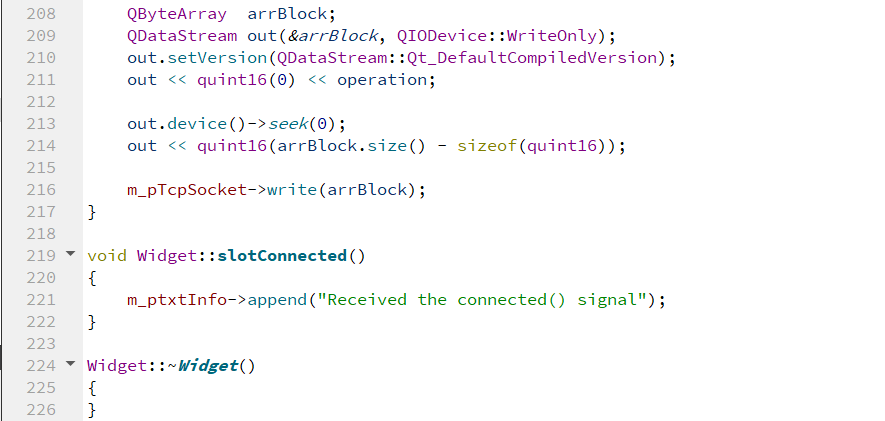 208 QByteArray  arrBlock;
209 QDataStream out(&arrBlock, QIODevice::WriteOnly);
210 out.setVersion(QDataStream::Qt_DefaultCompiledVersion);
211 out << quint16(0) << operation;
212
213 out.device()->seek(0);
214 out << quint16(arrBlock.size() - sizeof(quint16));
215
216 m_pTcpSocket->write(arrBlock);
217 }
218
219 void Widget::slotConnected()
220 {
221 m_ptxtInfo->append("Received the connected() signal");
222 }
223
224 Widget::~Widget()
225 {
226 }